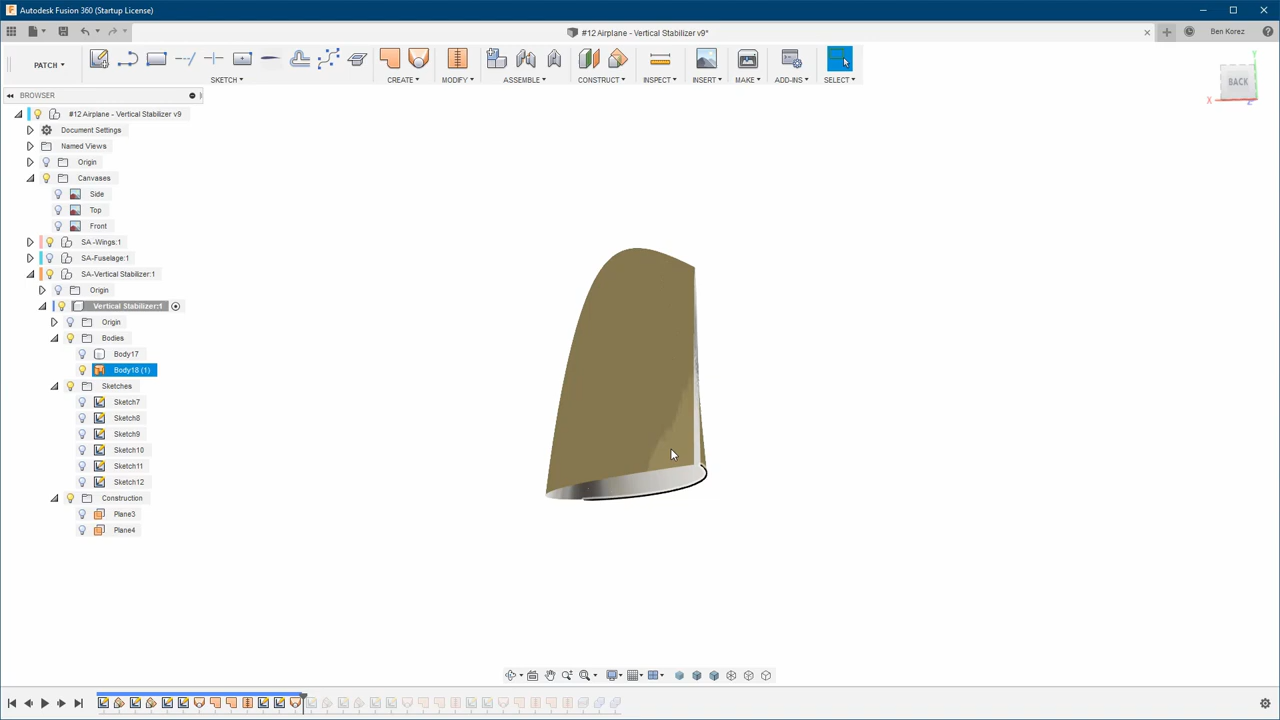 Autodesk Fusion 360 (Startup License)
#12 Airplane - Vertical Stabilizer v9*
Ben Korez
PATCH
SKETCH
CREATE
MODIFY
ASSEMBLE
CONSTRUCT
INSPECT
INSERT
MAKE
ADD-INS
SELECT
BACK
X
Y
Z
BROWSER
#12 Airplane - Vertical Stabilizer v9
Document Settings
Named Views
Origin
Canvases
Side
Top
Front
SA -Wings:1
SA-Fuselage:1
SA-Vertical Stabilizer:1
Origin
Vertical Stabilizer:1
Origin
Bodies
Body17
Body18 (1)
Sketches
Sketch7
Sketch8
Sketch9
Sketch10
Sketch11
Sketch12
Construction
Plane3
Plane4